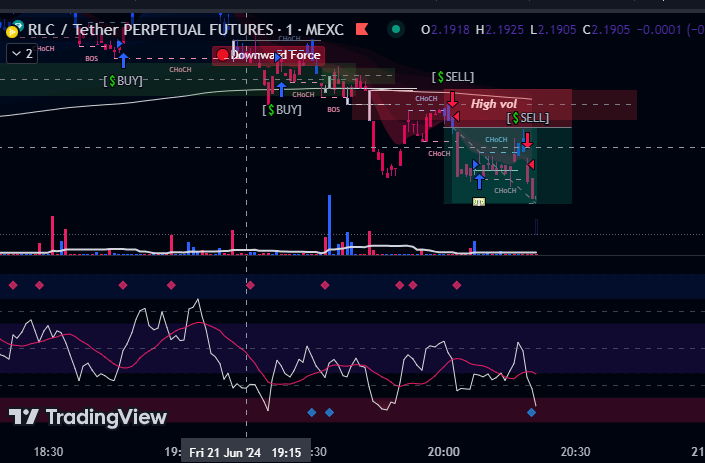 RLC / Tether PERPETUAL FUTURES · 1 · MEXC O2.1918 H2.1925 L2.1905 C2.1905 -0.0001 (-0
2
CHoCH
BOS
[$BUY]
CHoCH
Downward Force
CHoCH
[$BUY]
CHoCH
BOS
[$SELL]
CHoCH
High vol
[$SELL]
CHoCH
CHoCH
CHoCH
TradingView
18:30
19:
Fri 21 Jun '24 19:15
:30
20:00
20:30
21